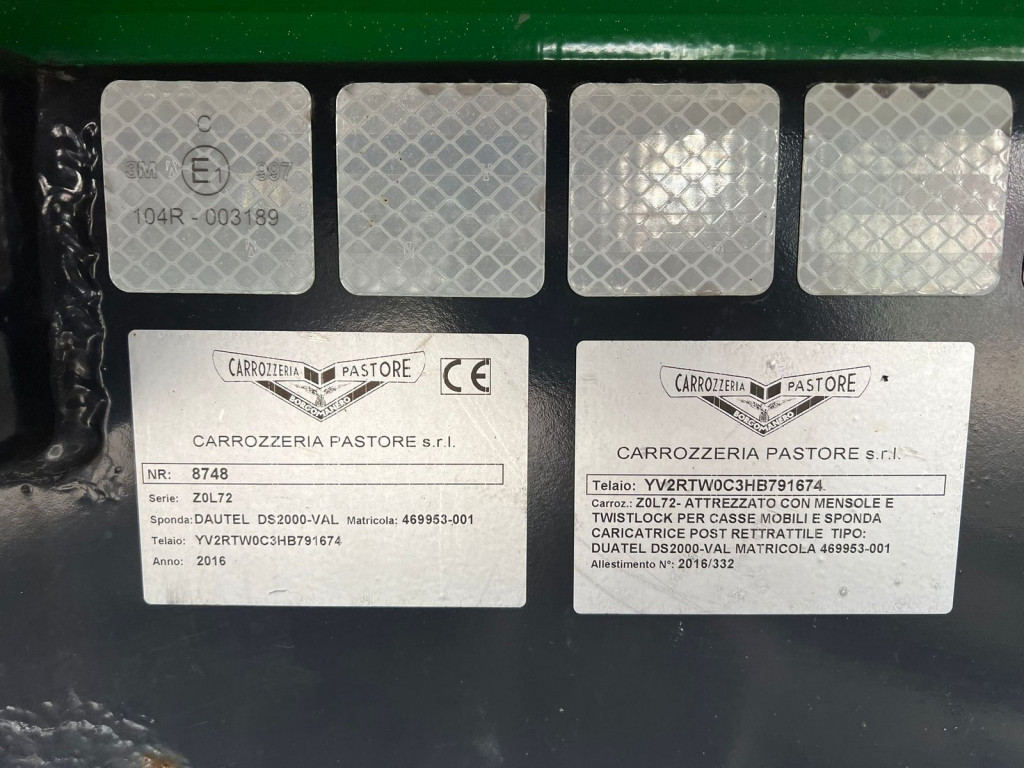 C
3M E1 997
104R - 003189
CARROZZERIA PASTORE
BORGOMANERO
CE
CARROZZERIA PASTORE s.r.l.
NR: 8748
Serie: Z0L72
Sponda: DAUTEL DS2000-VAL Matricola: 469953-001
Telaio: YV2RTW0C3HB791674
Anno: 2016
CARROZZERIA PASTORE
BORGOMANERO
CARROZZERIA PASTORE s.r.l.
Telaio: YV2RTW0C3HB791674
Carroz.: Z0L72- ATTREZZATO CON MENSOLE E
TWISTLOCK PER CASSE MOBILI E SPONDA
CARICATRICE POST RETTRATTILE TIPO:
DUATEL DS2000-VAL MATRICOLA 469953-001
Allestimento N°: 2016/332